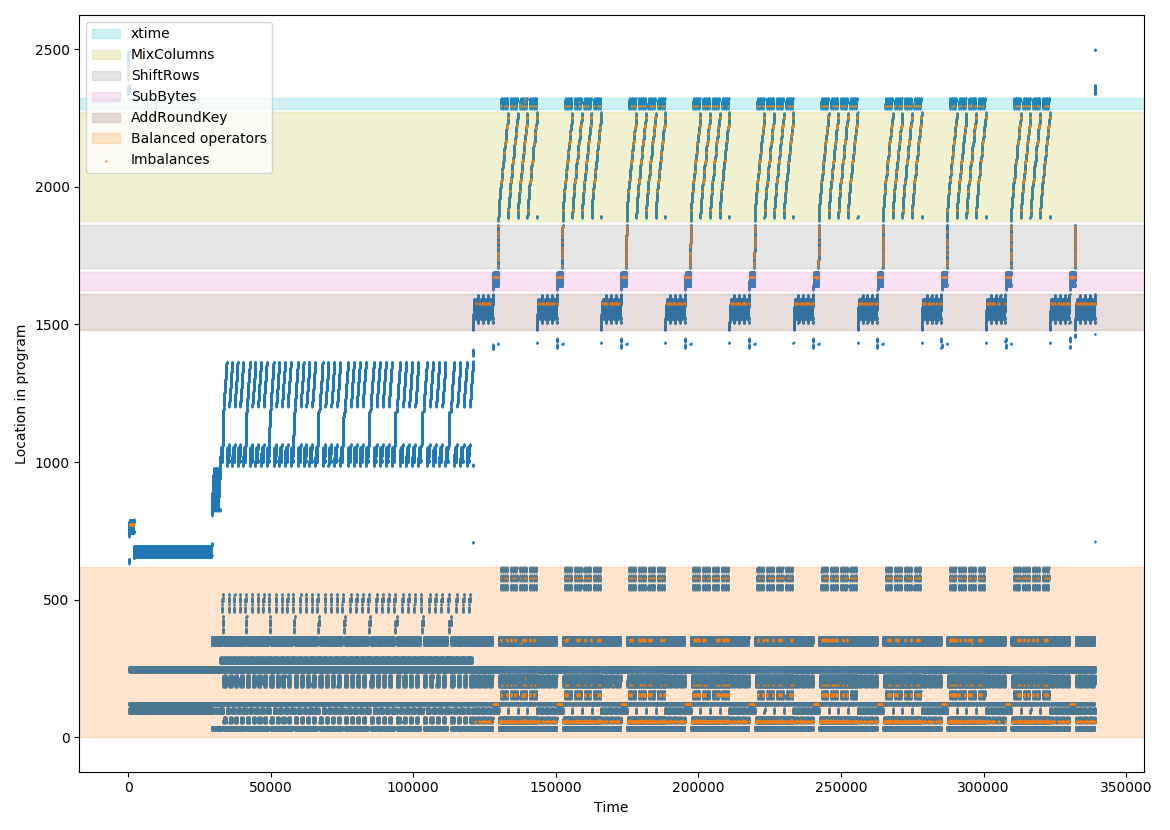 xtime
MixColumns
ShiftRows
SubBytes
AddRoundKey
Balanced operators
Imbalances
Location in program
2500
2000
1500
1000
500
0
0
50000
100000
150000
200000
250000
300000
350000
Time